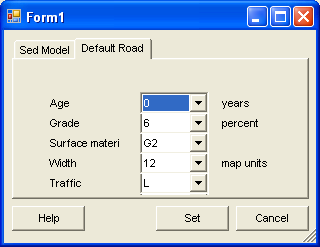 Form1
Sed Model Default Road
Age 0 years
Grade 6 percent
Surface materi G2
Width 12 map units
Traffic L
Help Set Cancel